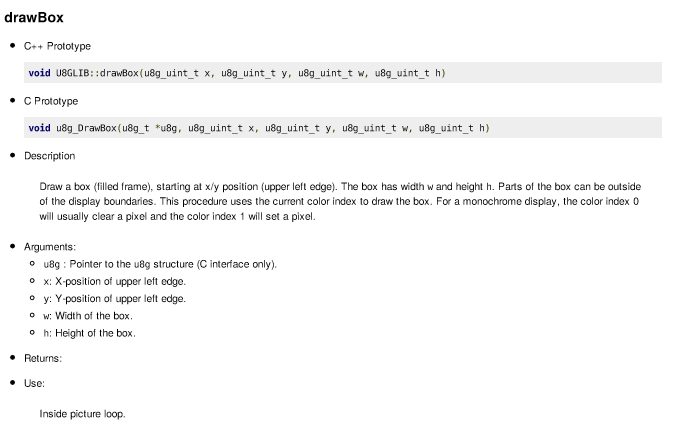 drawBox
C++ Prototype
void U8GLIB::drawBox(u8g_uint_t x, u8g_uint_t y, u8g_uint_t w, u8g_uint_t h)
C Prototype
void u8g_DrawBox(u8g_t *u8g, u8g_uint_t x, u8g_uint_t y, u8g_uint_t w, u8g_uint_t h)
Description
Draw a box (filled frame), starting at x/y position (upper left edge). The box has width w and height h. Parts of the box can be outside
of the display boundaries. This procedure uses the current color index to draw the box. For a monochrome display, the color index 0
will usually clear a pixel and the color index 1 will set a pixel.
Arguments:
u8g : Pointer to the u8g structure (C interface only).
x: X-position of upper left edge.
y: Y-position of upper left edge.
w: Width of the box.
h: Height of the box.
Returns:
Use:
Inside picture loop.